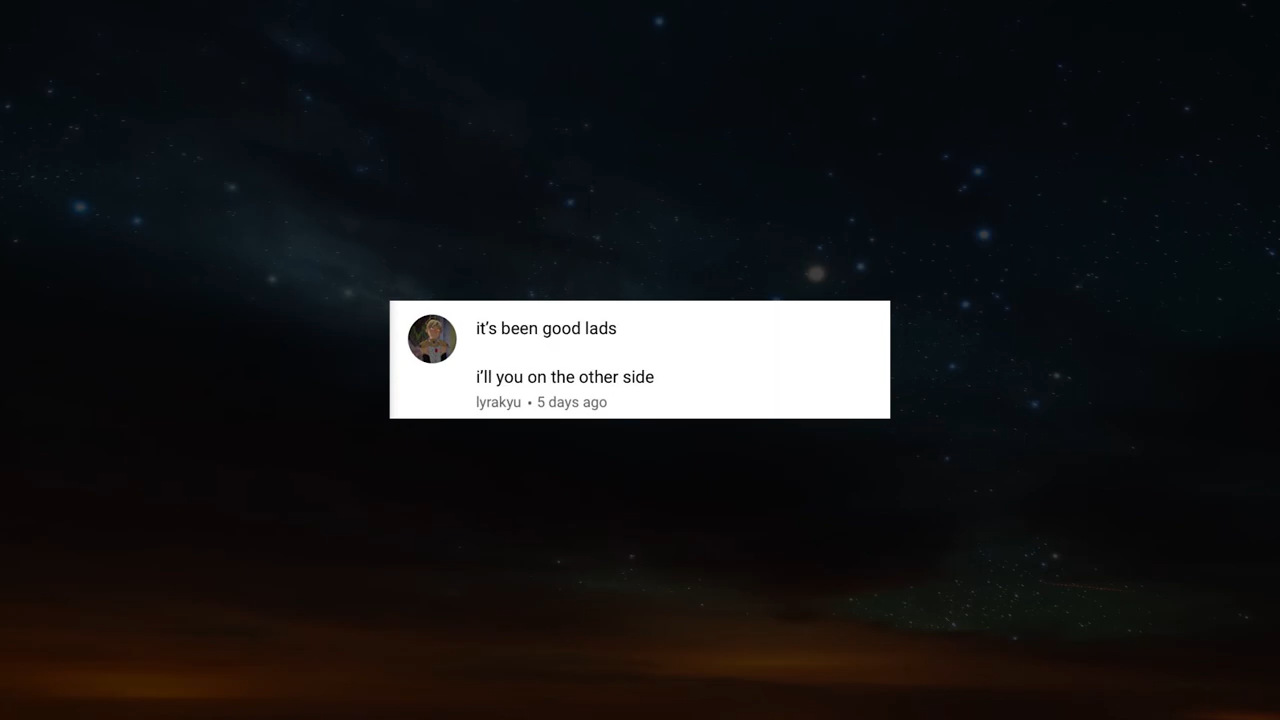 it’s been good lads
i’ll you on the other side
lyrakyu • 5 days ago